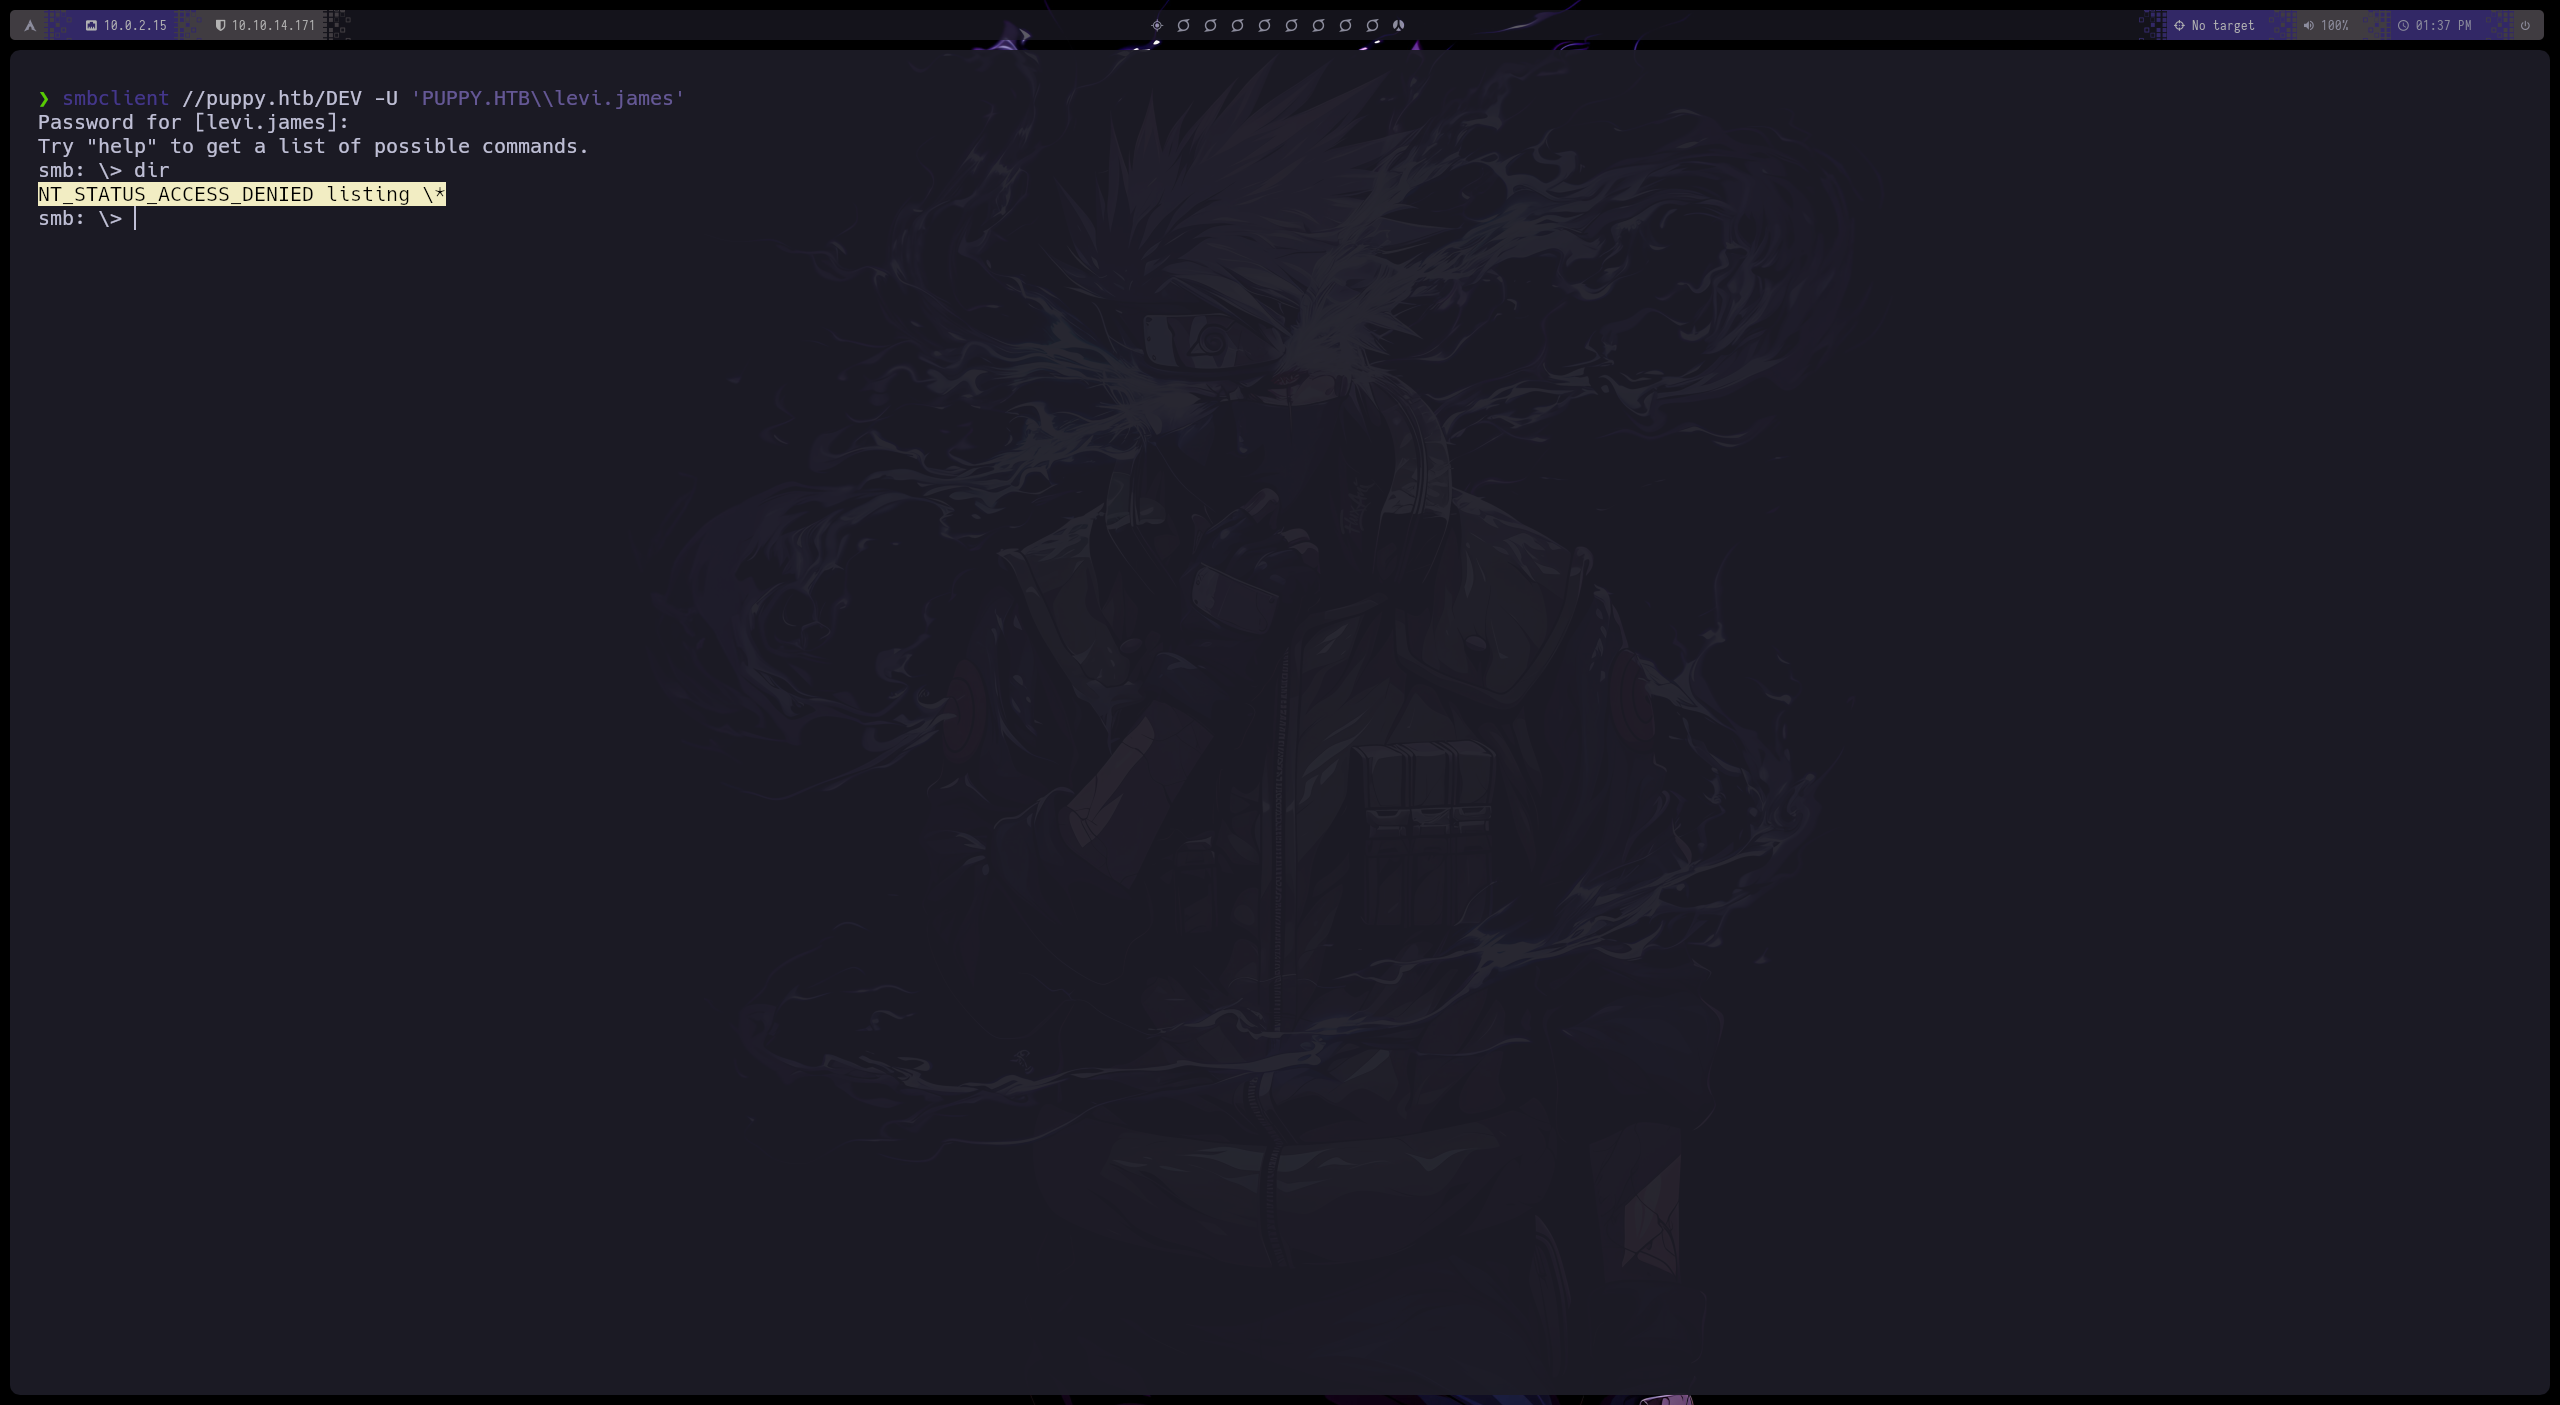 10.0.2.15 10.10.14.171 No target 100% 01:37 PM
❯ smbclient //puppy.htb/DEV -U 'PUPPY.HTB\\levi.james'
Password for [levi.james]:
Try "help" to get a list of possible commands.
smb: \> dir
NT_STATUS_ACCESS_DENIED listing \*
smb: \>